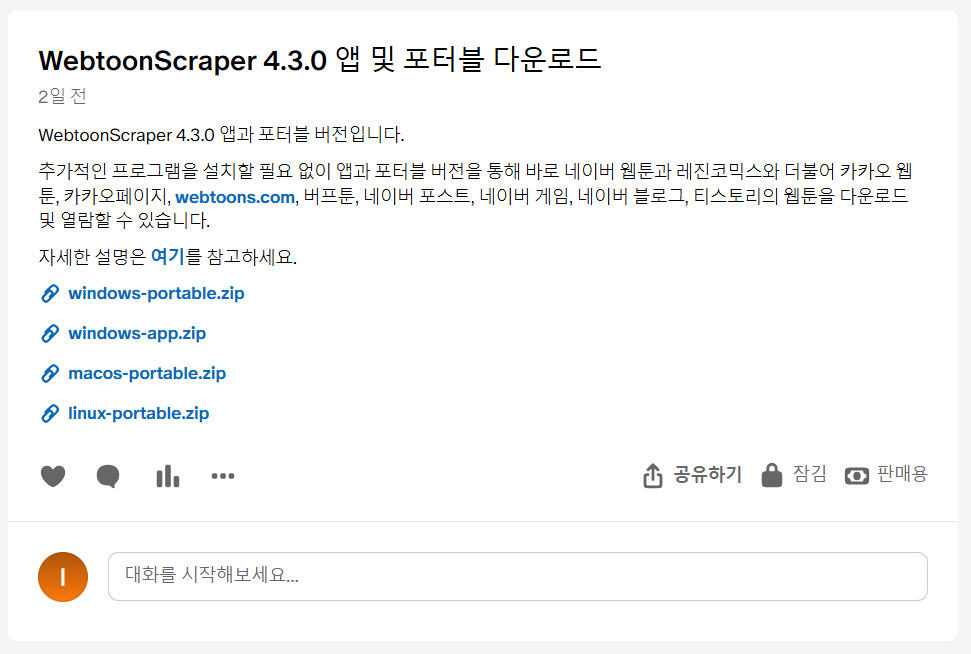 WebtoonScraper 4.3.0 앱 및 포터블 다운로드
2일 전
WebtoonScraper 4.3.0 앱과 포터블 버전입니다.
추가적인 프로그램을 설치할 필요 없이 앱과 포터블 버전을 통해 바로 네이버 웹툰과 레진코믹스와 더불어 카카오 웹
툰, 카카오페이지, webtoons.com, 버프툰, 네이버 포스트, 네이버 게임, 네이버 블로그, 티스토리의 웹툰을 다운로드
및 열람할 수 있습니다.
자세한 설명은 여기를 참고하세요.
windows-portable.zip
windows-app.zip
macos-portable.zip
linux-portable.zip
공유하기 잠김 판매용
I
대화를 시작해보세요...